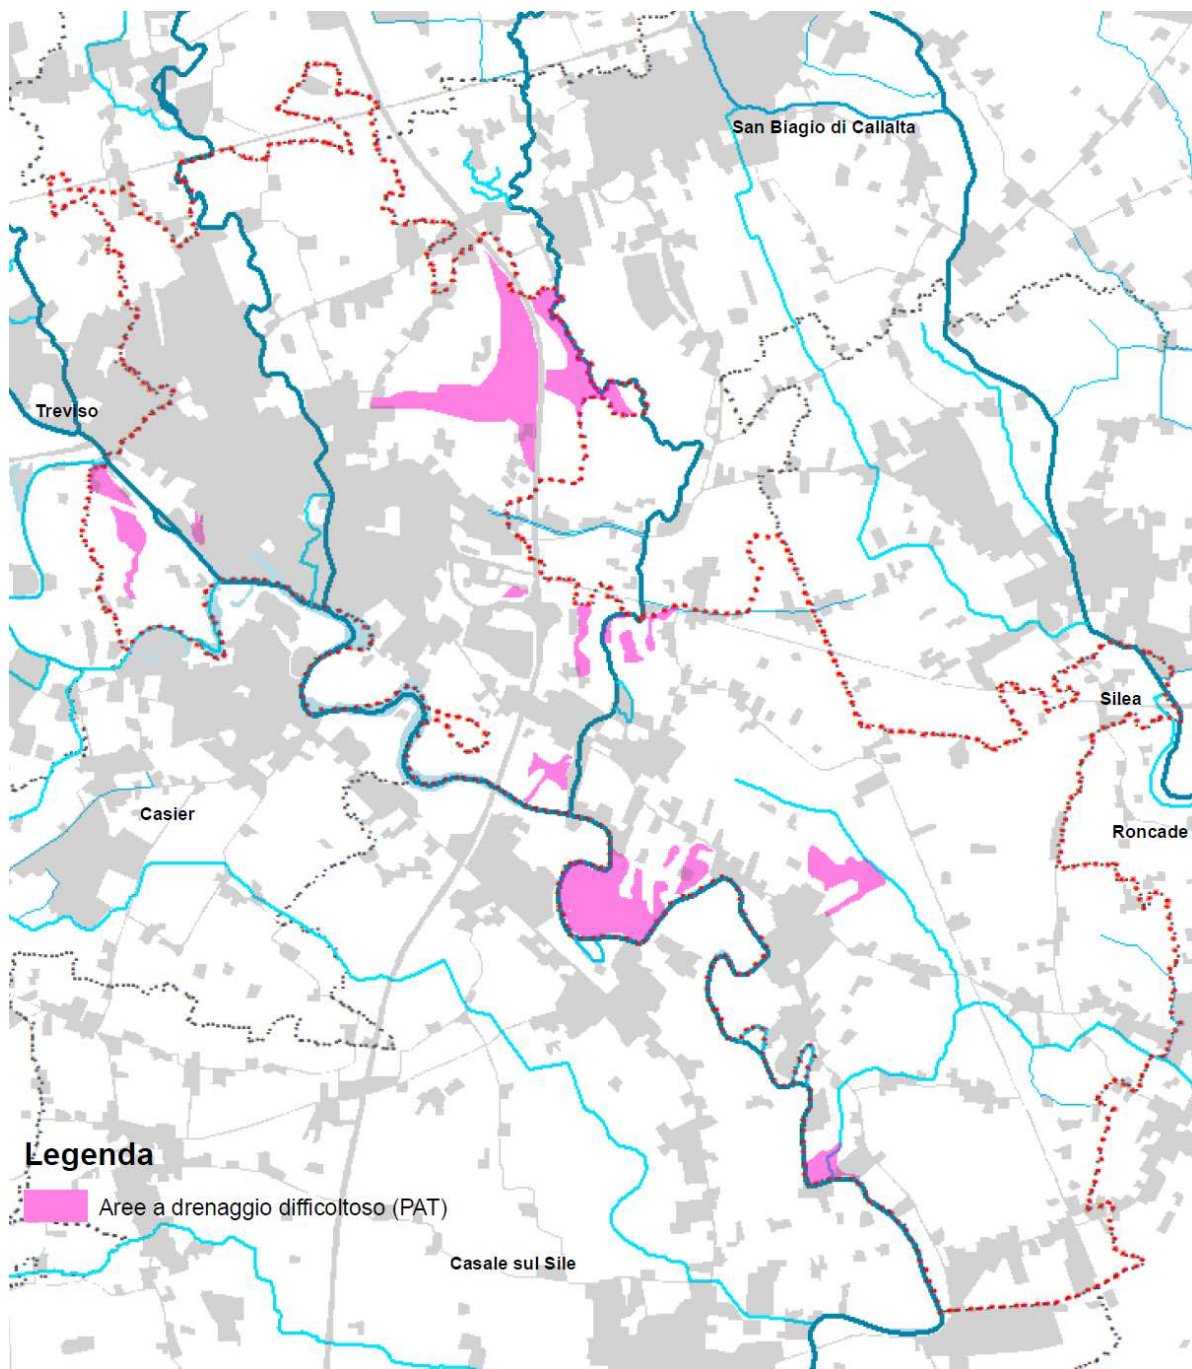 San Biagio di Callalta
Treviso
Silea
Casier
Roncade
Legenda
Aree a drenaggio difficoltoso (PAT)
Casale sul Sile